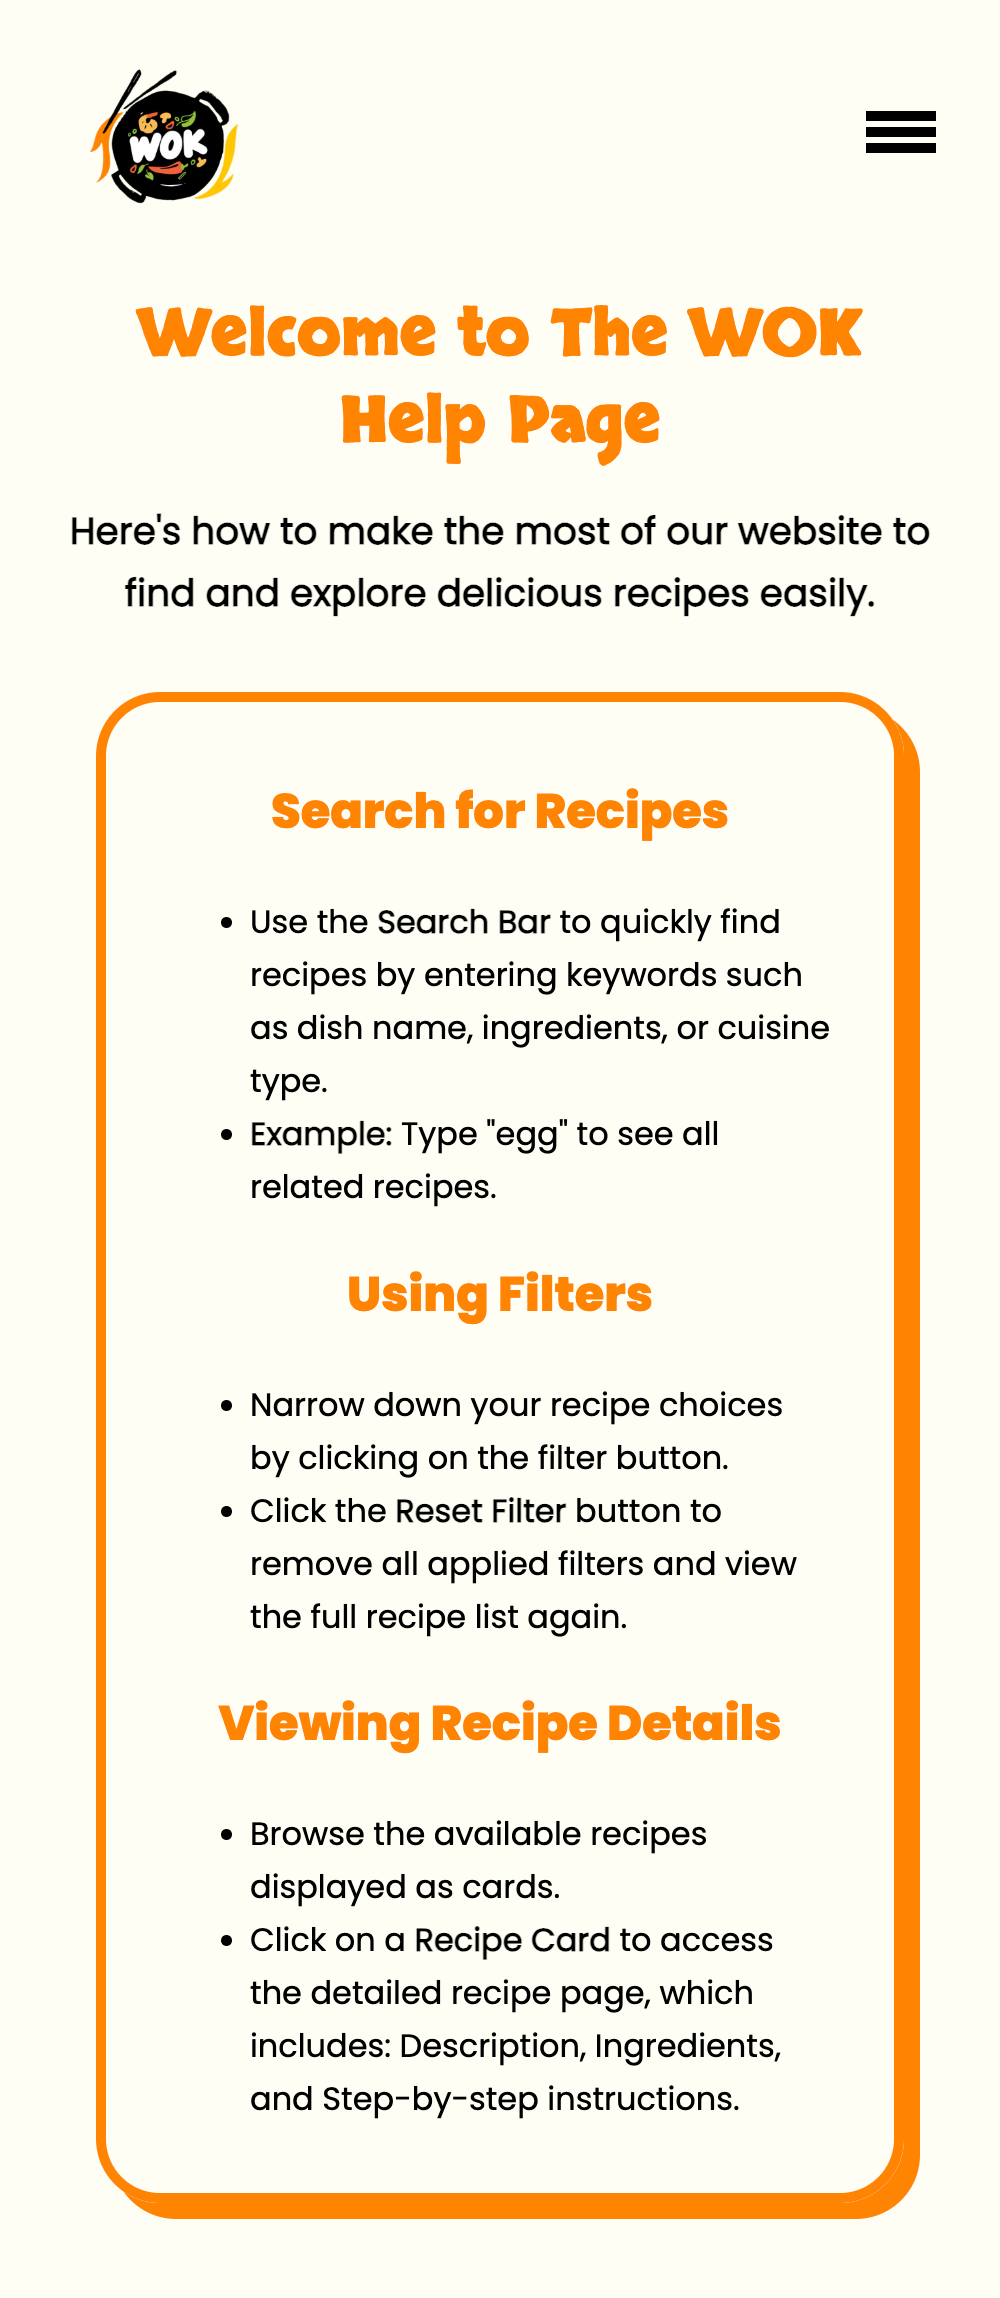 WOK
Welcome to The WOK
Help Page
Here's how to make the most of our website to
find and explore delicious recipes easily.
Search for Recipes
• Use the Search Bar to quickly find
recipes by entering keywords such
as dish name, ingredients, or cuisine
type.
• Example: Type "egg" to see all
related recipes.
Using Filters
• Narrow down your recipe choices
by clicking on the filter button.
• Click the Reset Filter button to
remove all applied filters and view
the full recipe list again.
Viewing Recipe Details
• Browse the available recipes
displayed as cards.
• Click on a Recipe Card to access
the detailed recipe page, which
includes: Description, Ingredients,
and Step-by-step instructions.